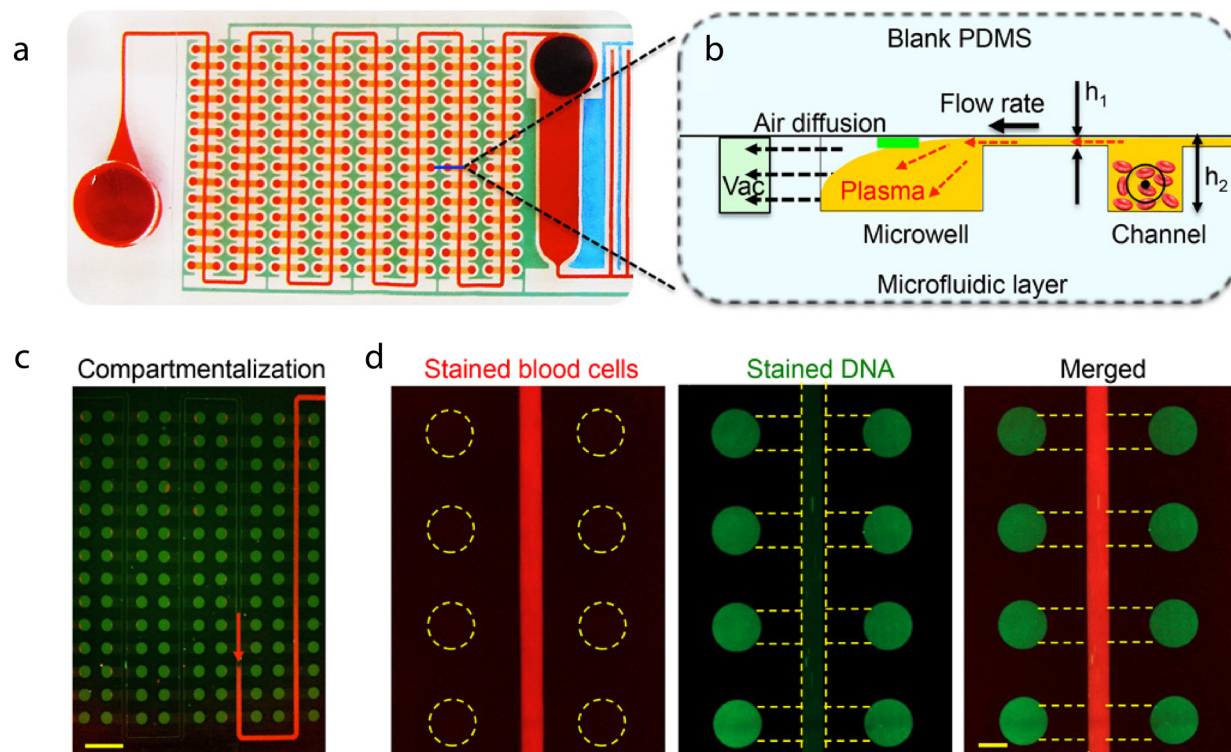 a
b
Blank PDMS
Flow rate
h1
Air diffusion
h2
Vac
Plasma
Microwell
Channel
Microfluidic layer
c
Compartmentalization
d
Stained blood cells
Stained DNA
Merged